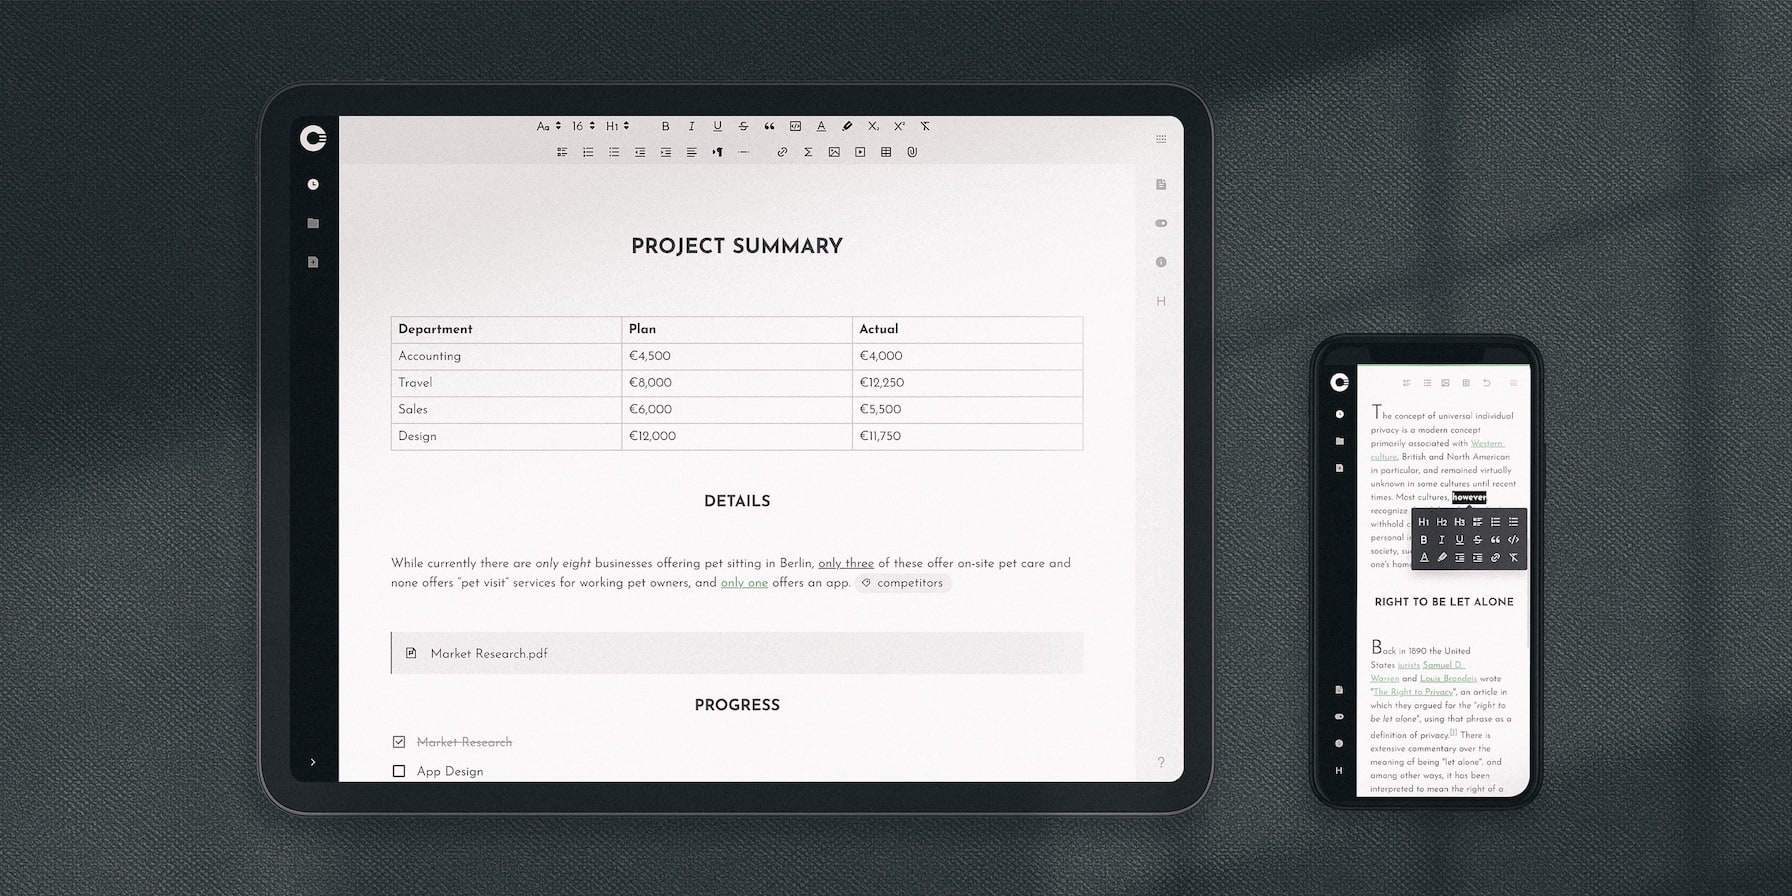 Aa 16 H1 B I U S X₂ X²
PROJECT SUMMARY
Department Plan Actual
Accounting €4,500 €4,000
Travel €8,000 €12,250
Sales €6,000 €5,500
Design €12,000 €11,750
DETAILS
While currently there are only eight businesses offering pet sitting in Berlin, only three of these offer on-site pet care and
none offers "pet visit" services for working pet owners, and only one offers an app. competitors
Market Research.pdf
PROGRESS
Market Research
App Design
H
?
The concept of universal individual
privacy is a modern concept
primarily associated with Western
culture, British and North American
in particular, and remained virtually
unknown in some cultures until recent
times. Most cultures, however
recognize
withhold
personal
society,
one's
H1 H2 H3
B I U S
A
RIGHT TO BE LET ALONE
Back in 1890 the United
States jurists Samuel D.
Warren and Louis Brandeis wrote
"The Right to Privacy", an article in
which they argued for the "right to
be let alone", using that phrase as a
definition of privacy.[1] There is
extensive commentary over the
meaning of being "let alone", and
among other ways, it has been
interpreted to mean the right of a
H